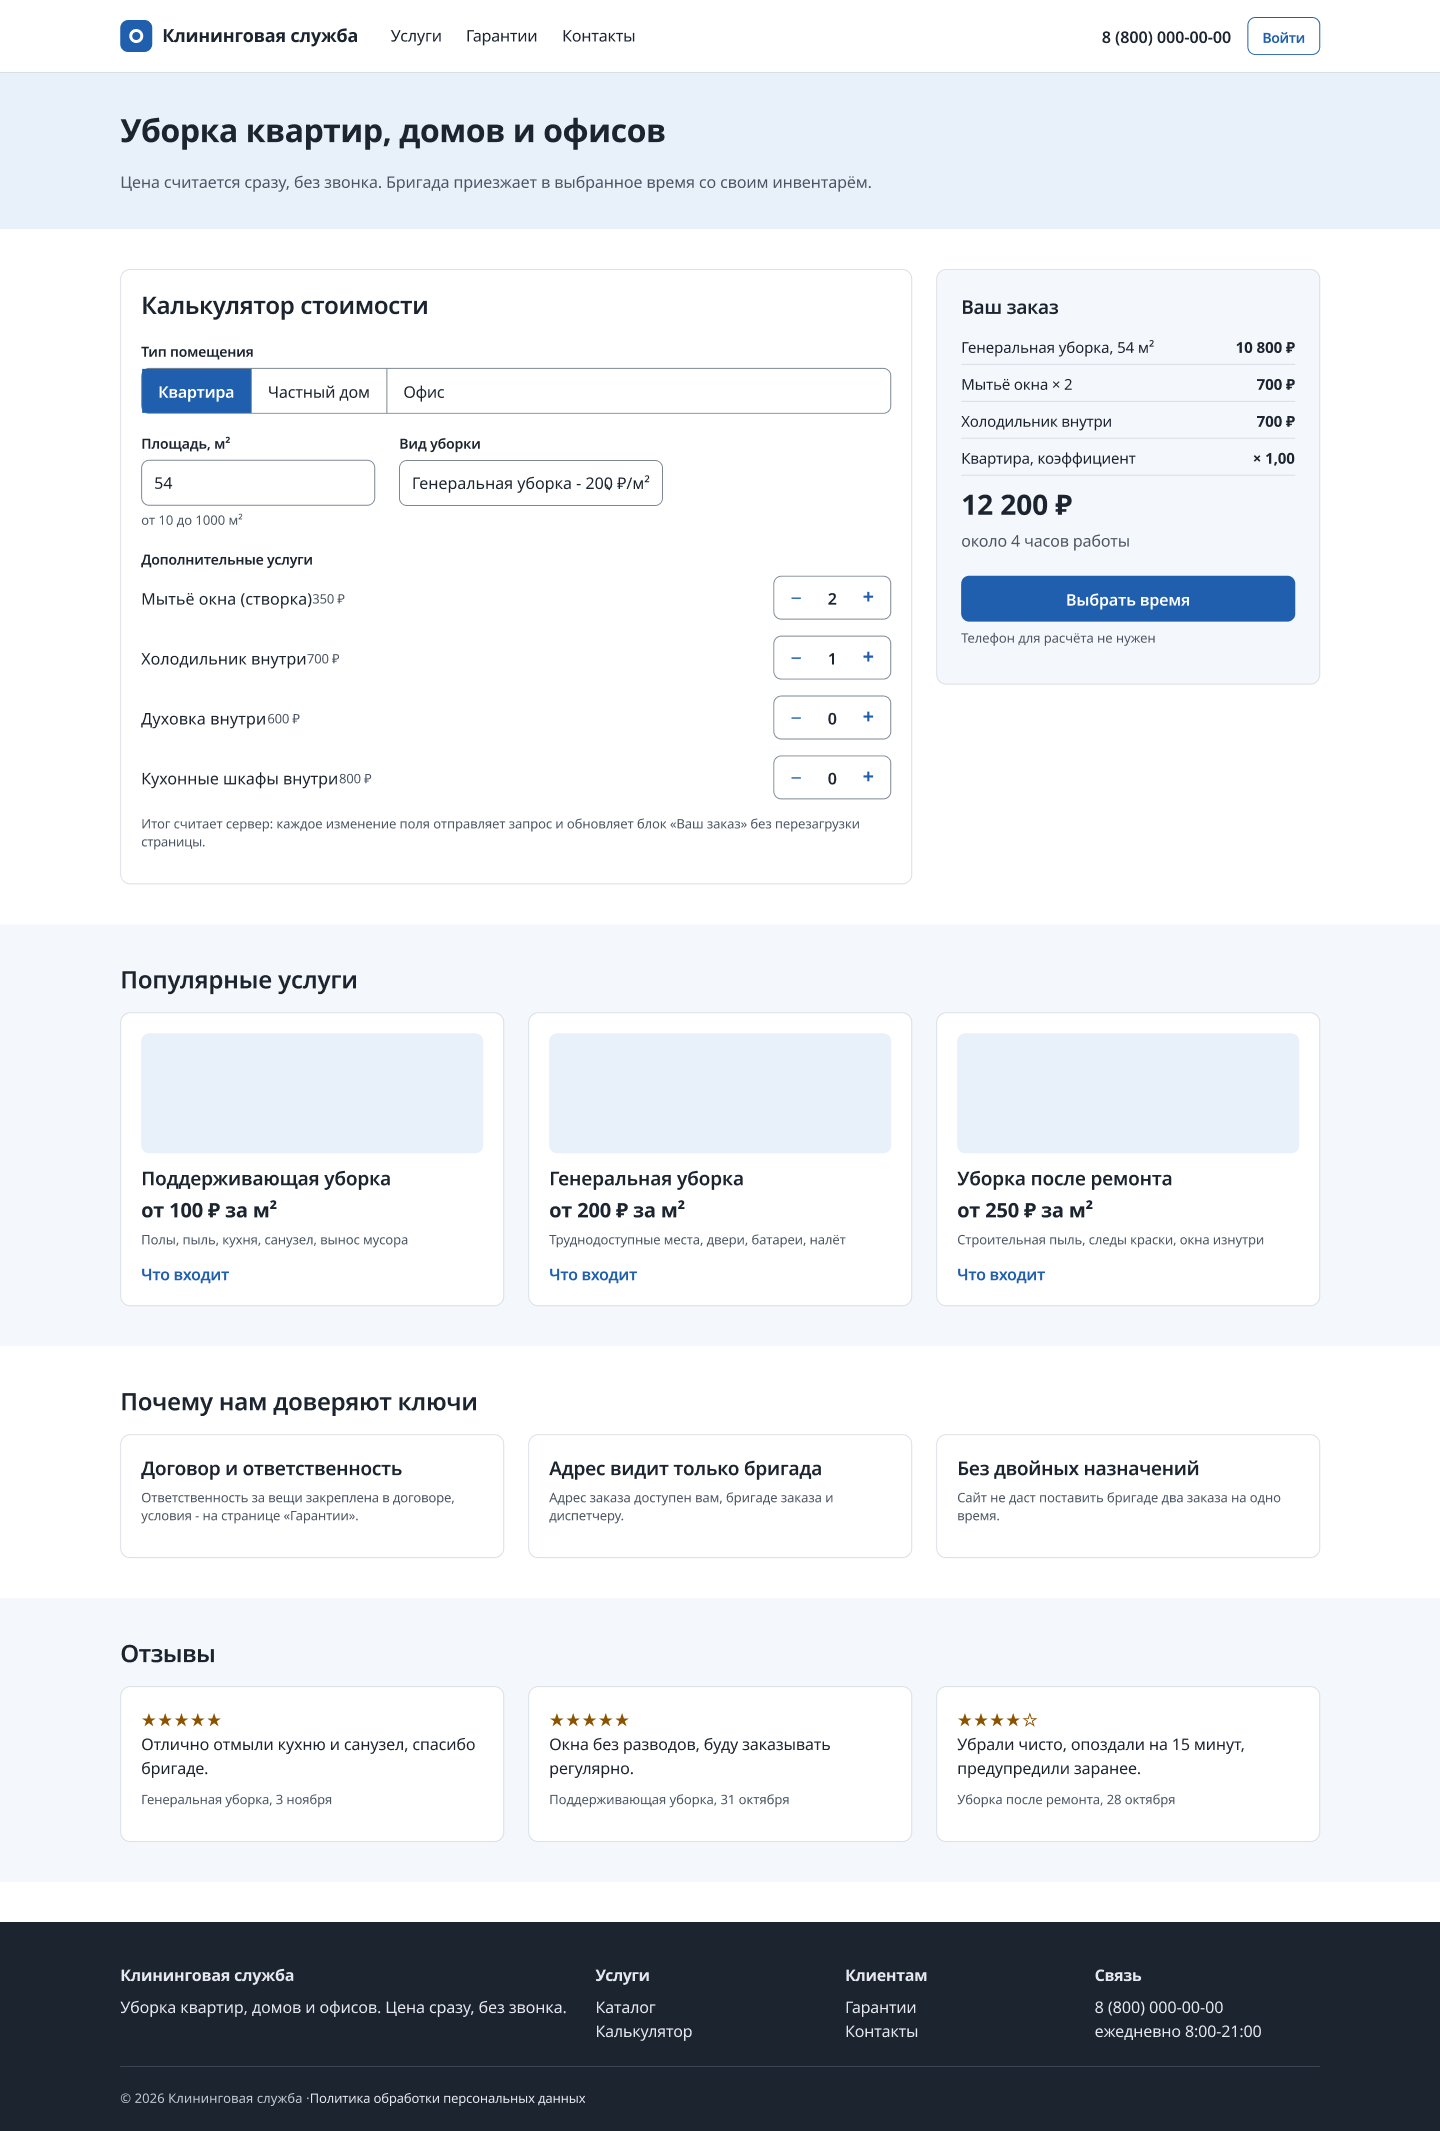 Клининговая служба
Услуги
Гарантии
Контакты
8 (800) 000-00-00
Войти
Уборка квартир, домов и офисов
Цена считается сразу, без звонка. Бригада приезжает в выбранное время со своим инвентарём.
Калькулятор стоимости
Тип помещения
Квартира
Частный дом
Офис
Площадь, м²
54
от 10 до 1000 м²
Вид уборки
Генеральная уборка - 200 ₽/м²
Дополнительные услуги
Мытьё окна (створка)350 ₽
− 2 +
Холодильник внутри700 ₽
− 1 +
Духовка внутри600 ₽
− 0 +
Кухонные шкафы внутри800 ₽
− 0 +
Итог считает сервер: каждое изменение поля отправляет запрос и обновляет блок «Ваш заказ» без перезагрузки
страницы.
Ваш заказ
Генеральная уборка, 54 м² 10 800 ₽
Мытьё окна × 2 700 ₽
Холодильник внутри 700 ₽
Квартира, коэффициент × 1,00
12 200 ₽
около 4 часов работы
Выбрать время
Телефон для расчёта не нужен
Популярные услуги
Поддерживающая уборка
от 100 ₽ за м²
Полы, пыль, кухня, санузел, вынос мусора
Что входит
Генеральная уборка
от 200 ₽ за м²
Труднодоступные места, двери, батареи, налёт
Что входит
Уборка после ремонта
от 250 ₽ за м²
Строительная пыль, следы краски, окна изнутри
Что входит
Почему нам доверяют ключи
Договор и ответственность
Ответственность за вещи закреплена в договоре,
условия - на странице «Гарантии».
Адрес видит только бригада
Адрес заказа доступен вам, бригаде заказа и
диспетчеру.
Без двойных назначений
Сайт не даст поставить бригаде два заказа на одно
время.
Отзывы
★★★★★
Отлично отмыли кухню и санузел, спасибо
бригаде.
Генеральная уборка, 3 ноября
★★★★★
Окна без разводов, буду заказывать
регулярно.
Поддерживающая уборка, 31 октября
★★★★☆
Убрали чисто, опоздали на 15 минут,
предупредили заранее.
Уборка после ремонта, 28 октября
Клининговая служба
Уборка квартир, домов и офисов. Цена сразу, без звонка.
Услуги
Каталог
Калькулятор
Клиентам
Гарантии
Контакты
Связь
8 (800) 000-00-00
ежедневно 8:00-21:00
© 2026 Клининговая служба ·Политика обработки персональных данных